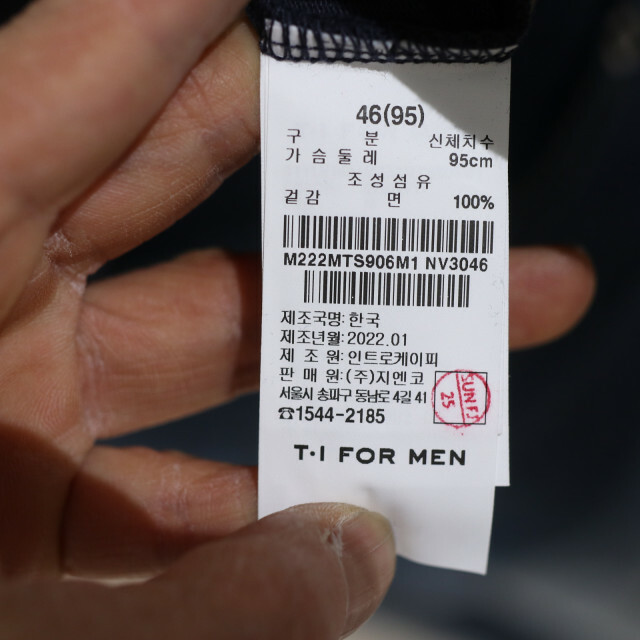 46(95)
구 분 신체치수
가슴둘레 95cm
조성섬유
겉감 면 100%
M222MTS906M1 NV3046
제조국명:한국
제조년월:2022.01
제 조 원:인트로케이피
판 매 원:(주)지엔코
서울시 송파구 동남로 4길 41
☎1544-2185
25
T·I FOR MEN